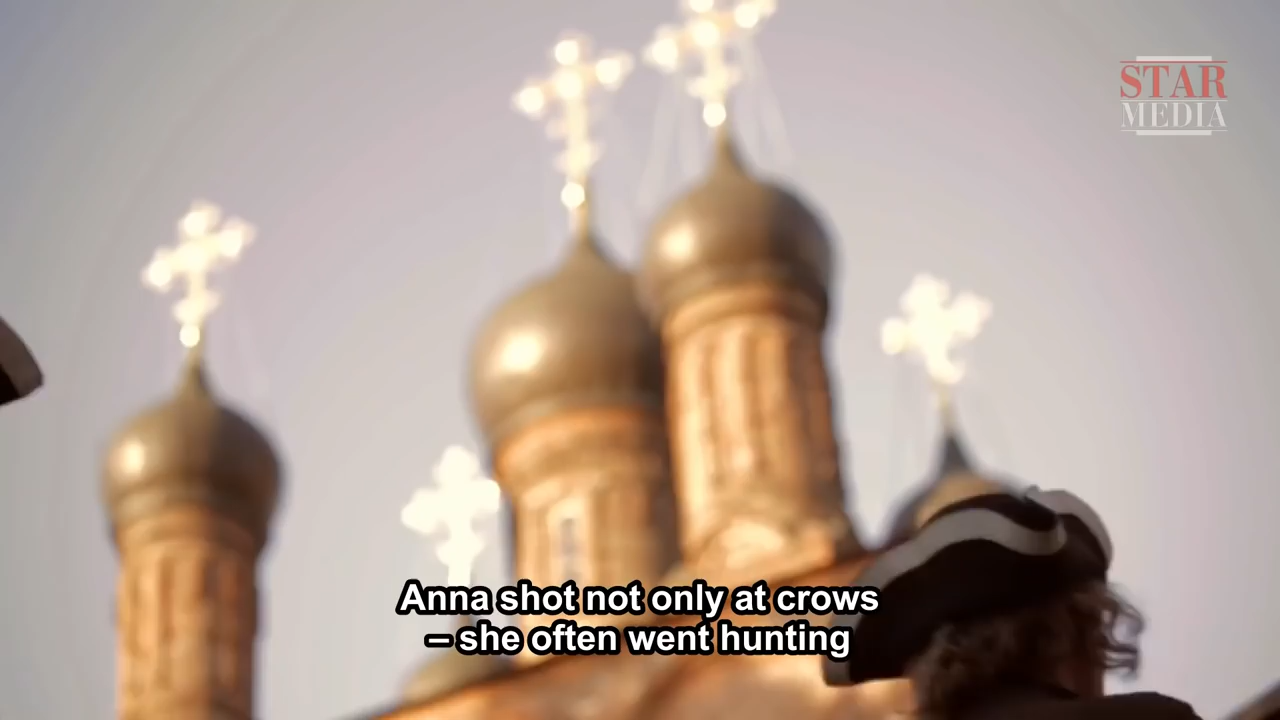 STAR
MEDIA
Anna shot not only at crows
– she often went hunting